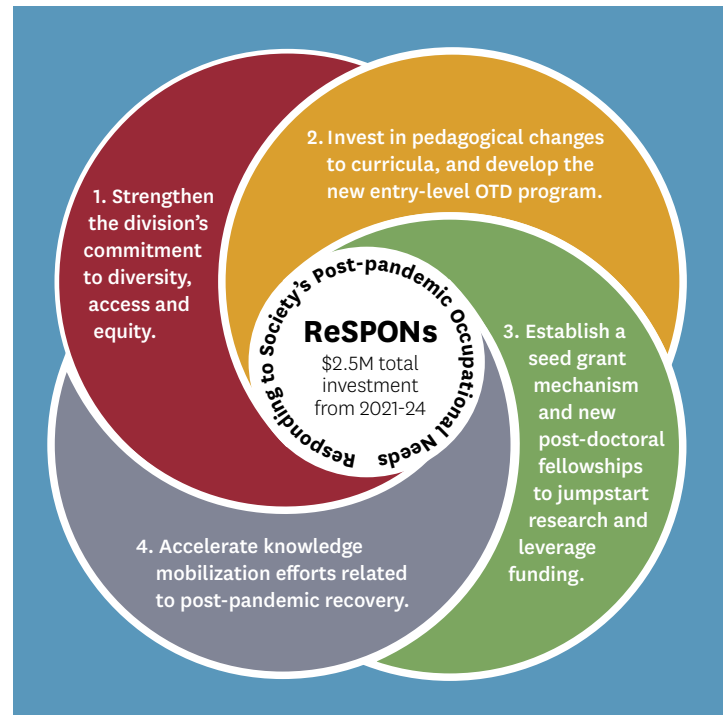 1. Strengthen
the division's
commitment
to diversity,
access and
equity.
2. Invest in pedagogical changes
to curricula, and develop the
new entry-level OTD program.
3. Establish a
seed grant
mechanism
and new
post-doctoral
fellowships
to jumpstart
research and
leverage
funding.
4. Accelerate knowledge
mobilization efforts related
to post-pandemic recovery.
Responding to Society's Post-pandemic Occupational Needs
ReSPONs
$2.5M total
investment
from 2021-24